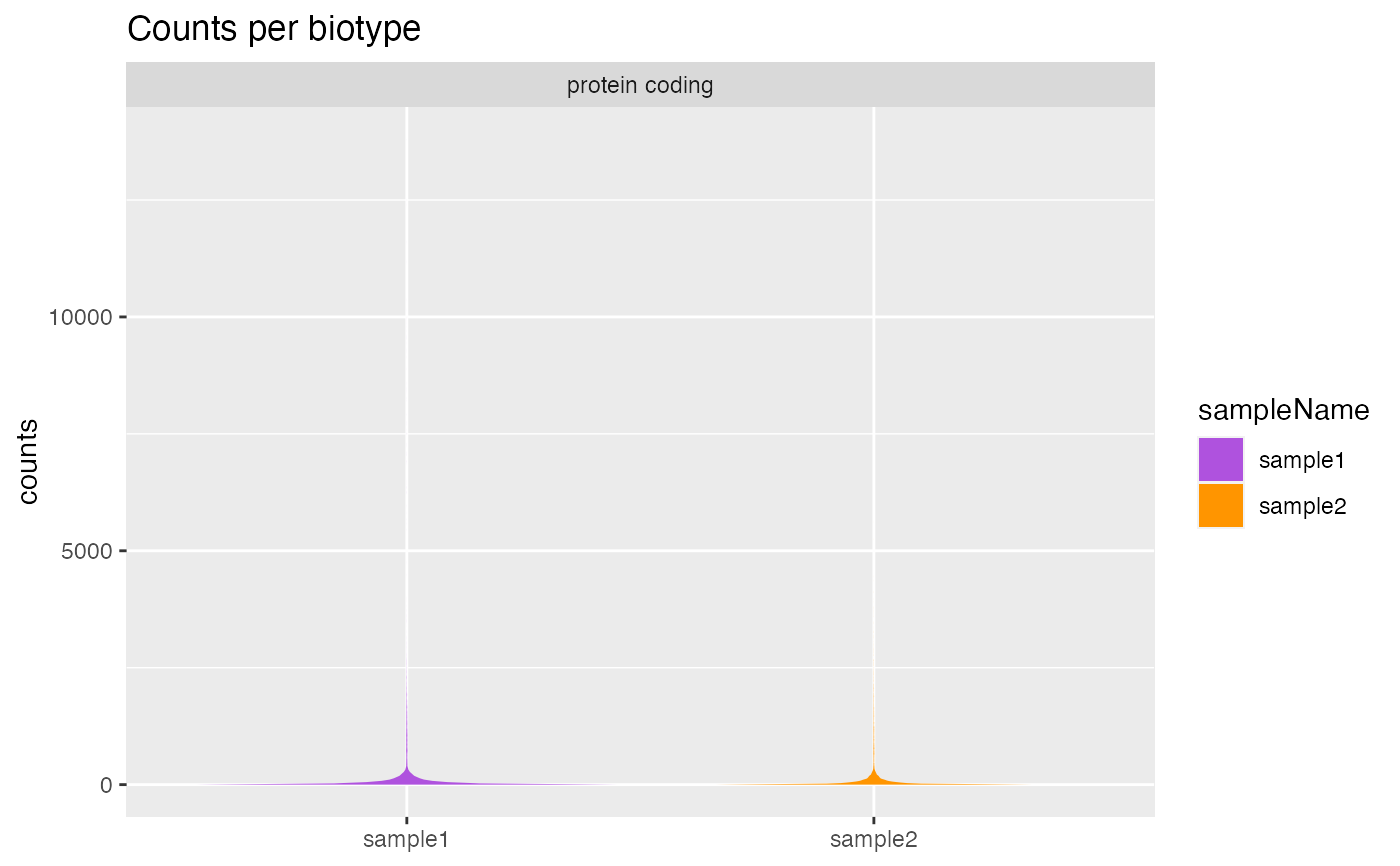 Counts per biotype
protein coding
counts
10000
5000
0
sample1
sample2
sampleName
sample1
sample2